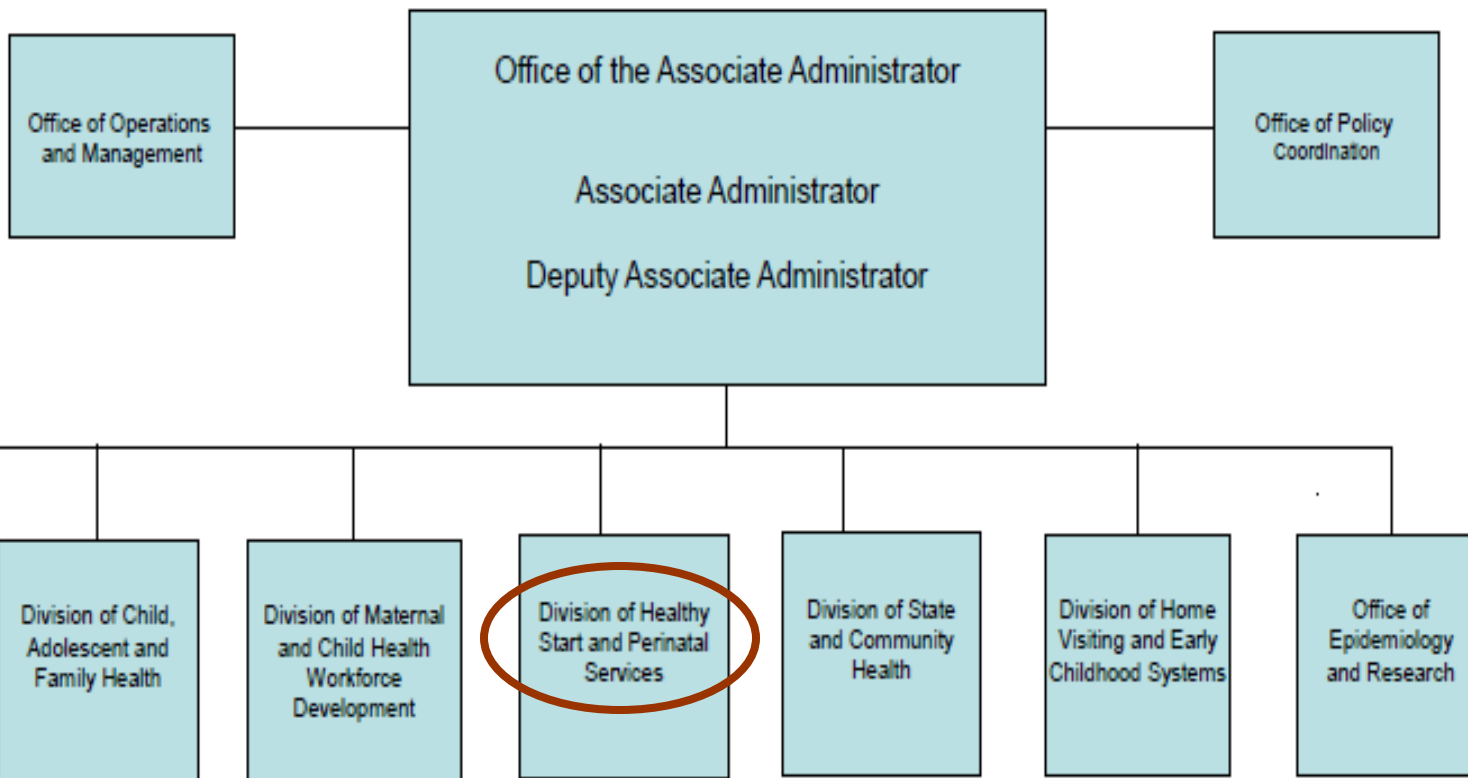 Office of Operations
and Management
Office of the Associate Administrator
Associate Administrator
Deputy Associate Administrator
Office of Policy
Coordination
Division of Child,
Adolescent and
Family Health
Division of Maternal
and Child Health
Workforce
Development
Division of Healthy
Start and Perinatal
Services
Division of State
and Community
Health
Division of Home
Visiting and Early
Childhood Systems
Office of
Epidemiology
and Research